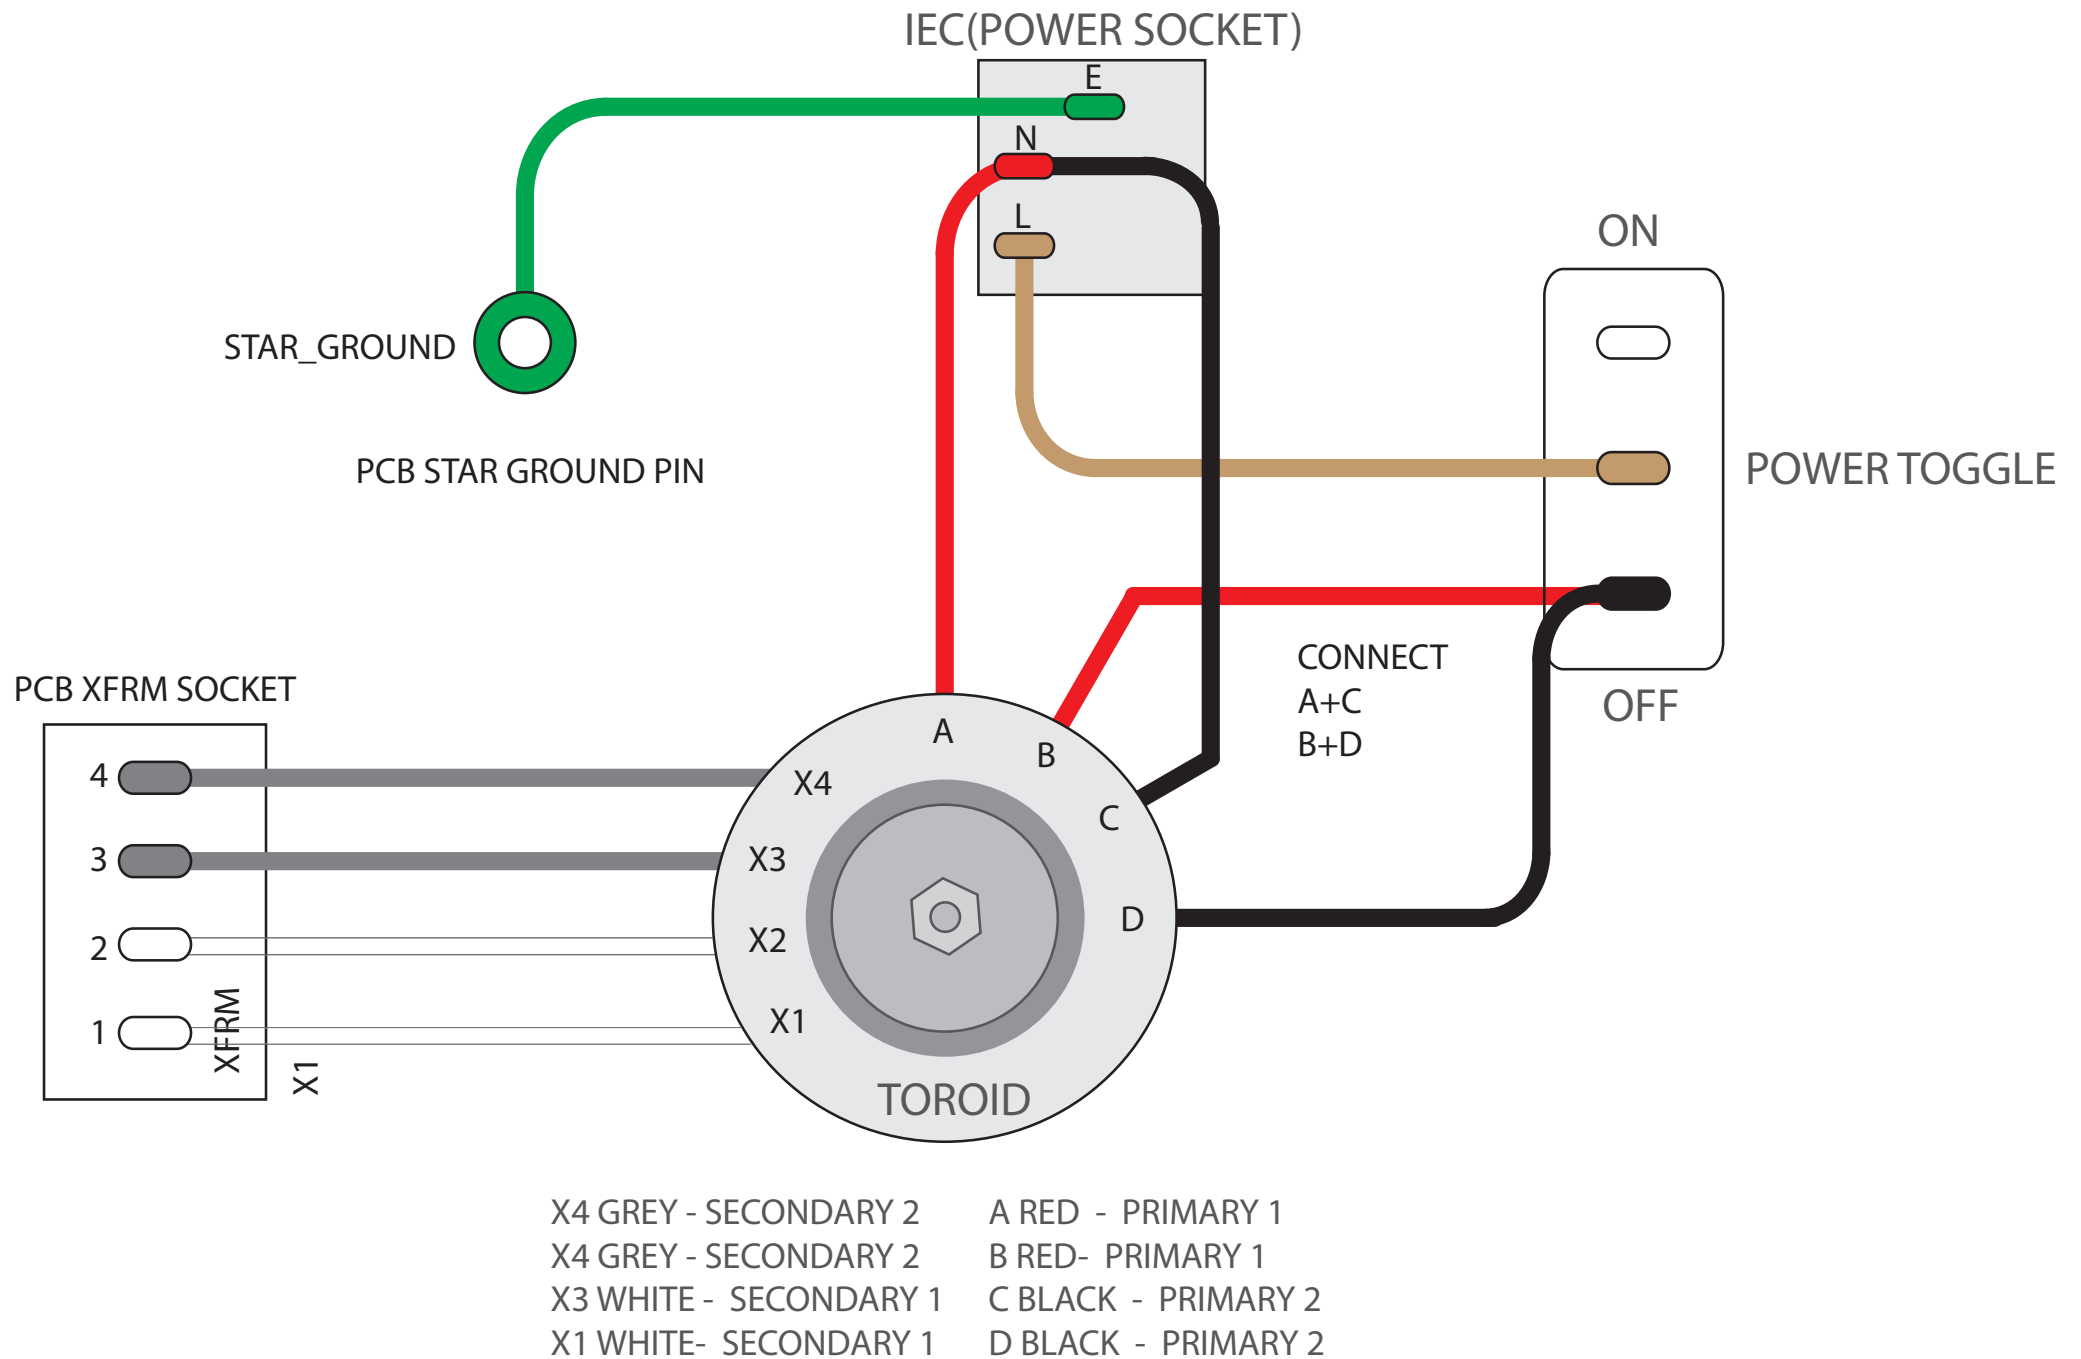 IEC(POWER SOCKET)
E
N
L
ON
STAR_GROUND
PCB STAR GROUND PIN
POWER TOGGLE
CONNECT
A+C
B+D
OFF
PCB XFRM SOCKET
4
3
2
1
XFRM
X1
A
B
C
D
X4
X3
X2
X1
TOROID
X4 GREY - SECONDARY 2
X4 GREY - SECONDARY 2
X3 WHITE - SECONDARY 1
X1 WHITE- SECONDARY 1
A RED - PRIMARY 1
B RED- PRIMARY 1
C BLACK - PRIMARY 2
D BLACK - PRIMARY 2